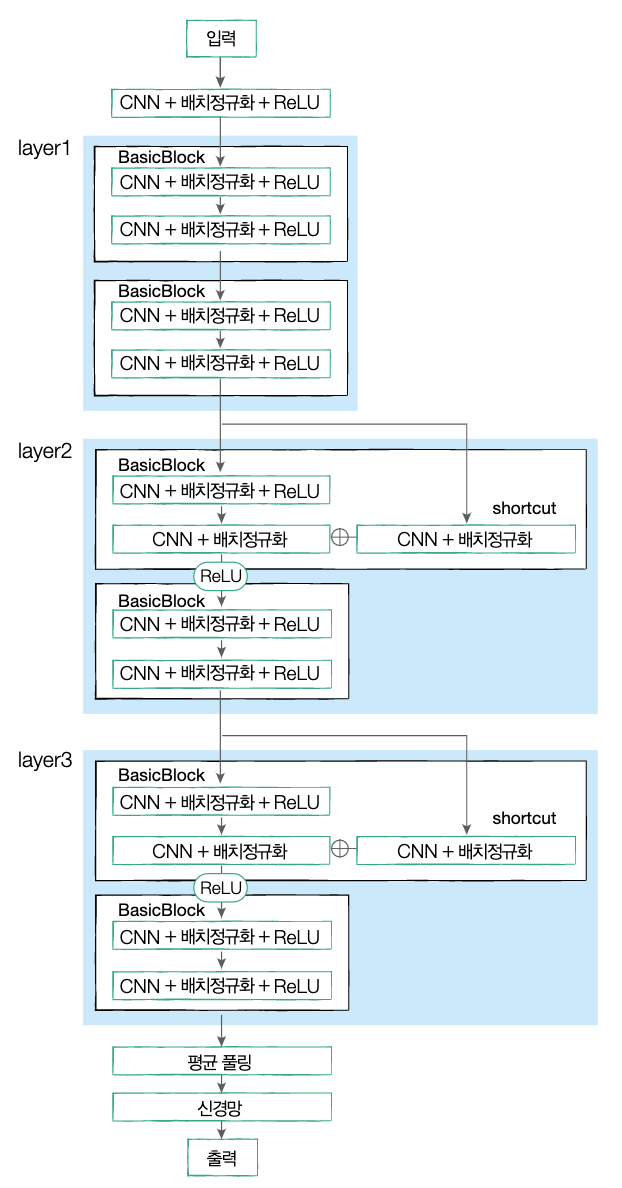 입력
CNN + 배치정규화 + ReLU
layer1
BasicBlock
CNN + 배치정규화 + ReLU
CNN + 배치정규화 + ReLU
BasicBlock
CNN + 배치정규화 + ReLU
CNN + 배치정규화 + ReLU
layer2
BasicBlock
CNN + 배치정규화 + ReLU
shortcut
CNN + 배치정규화
CNN + 배치정규화
ReLU
BasicBlock
CNN + 배치정규화 + ReLU
CNN + 배치정규화 + ReLU
layer3
BasicBlock
CNN + 배치정규화 + ReLU
shortcut
CNN + 배치정규화
CNN + 배치정규화
ReLU
BasicBlock
CNN + 배치정규화 + ReLU
CNN + 배치정규화 + ReLU
평균 풀링
신경망
출력